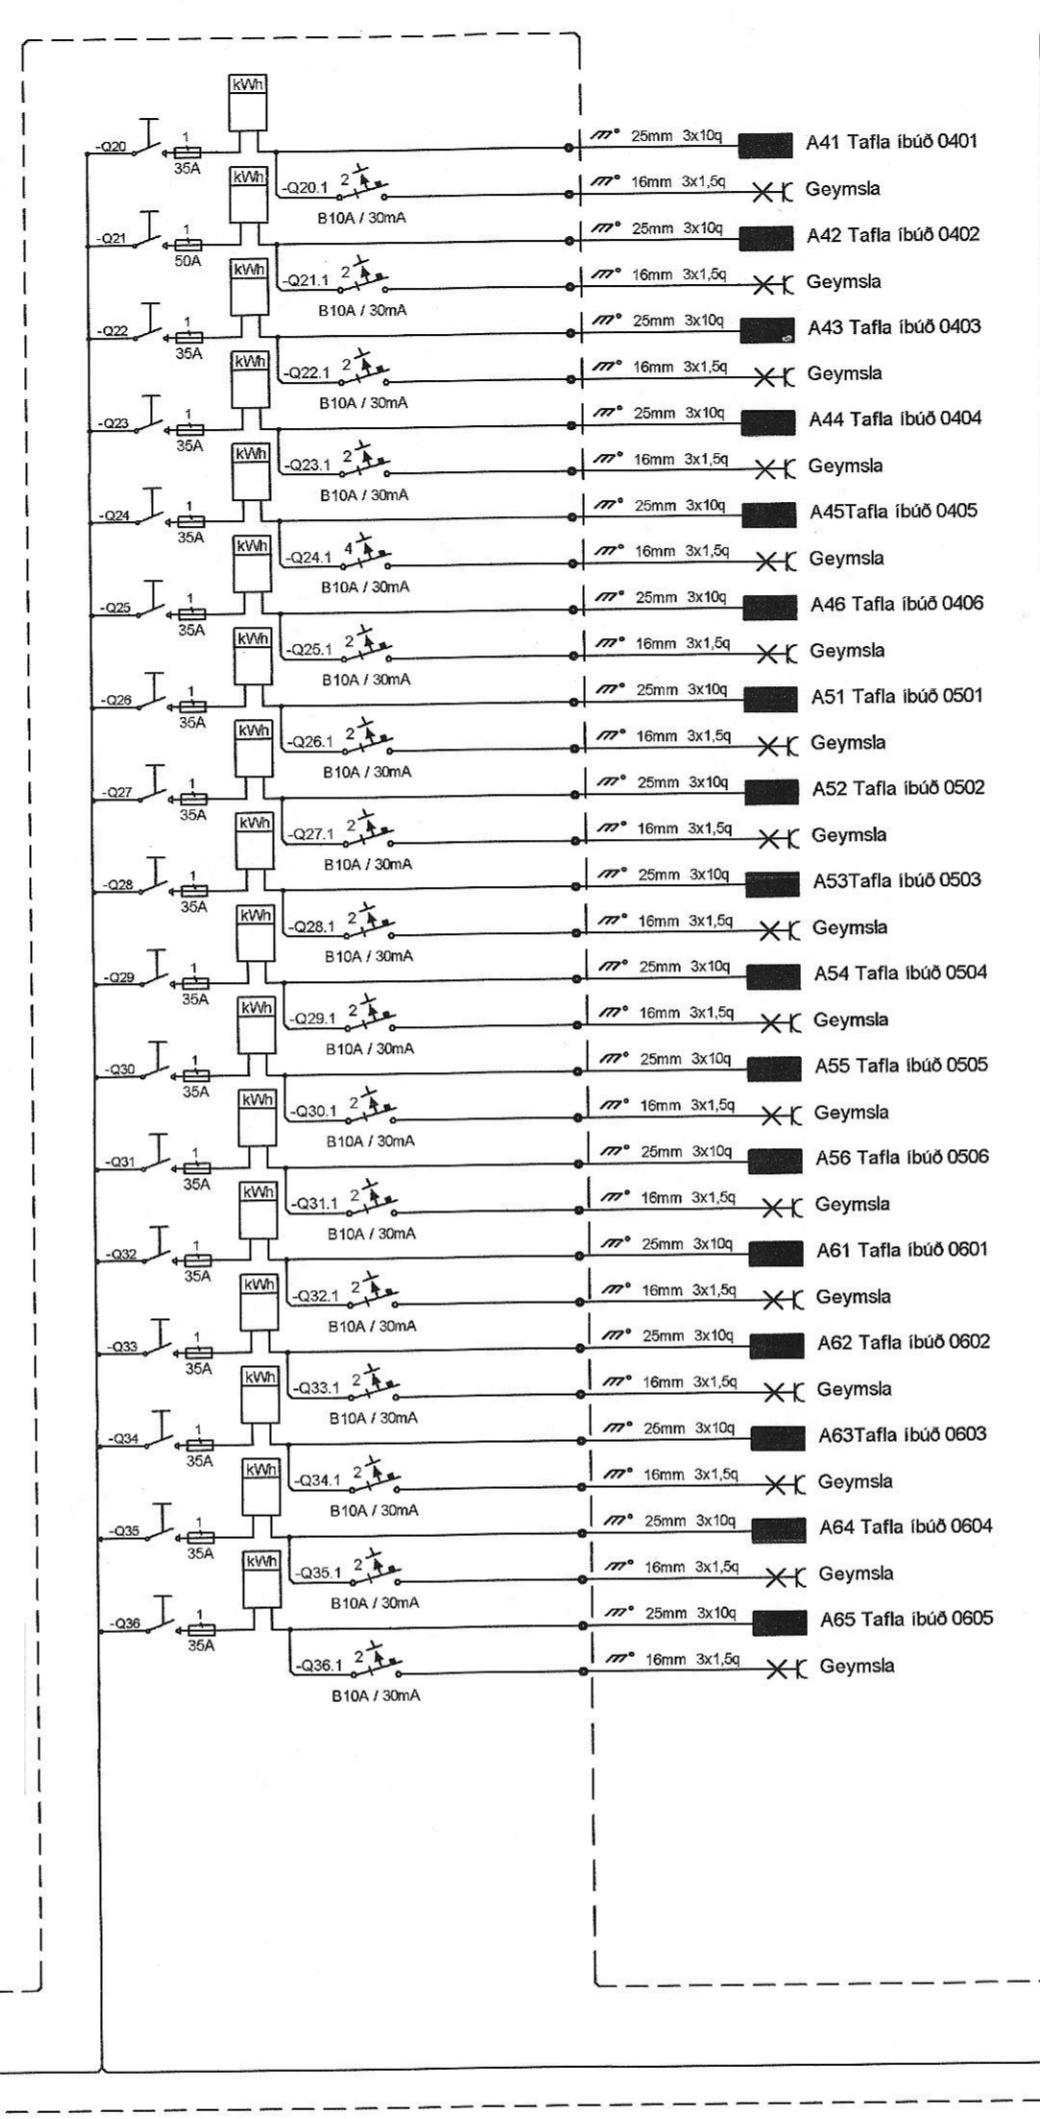 kWh
-Q20 1 25mm 3x10q A41 Tafla íbúð 0401
35A
kWh -Q20.1 2 16mm 3x1,5q Geymsla
B10A / 30mA
-Q21 1 25mm 3x10q A42 Tafla íbúð 0402
50A
kWh -Q21.1 2 16mm 3x1,5q Geymsla
B10A / 30mA
-Q22 1 25mm 3x10q A43 Tafla íbúð 0403
35A
kWh -Q22.1 2 16mm 3x1,5q Geymsla
B10A / 30mA
-Q23 1 25mm 3x10q A44 Tafla íbúð 0404
35A
kWh -Q23.1 2 16mm 3x1,5q Geymsla
B10A / 30mA
-Q24 1 25mm 3x10q A45Tafla íbúð 0405
35A
kWh -Q24.1 4 16mm 3x1,5q Geymsla
B10A / 30mA
-Q25 1 25mm 3x10q A46 Tafla íbúð 0406
35A
kWh -Q25.1 2 16mm 3x1,5q Geymsla
B10A / 30mA
-Q26 1 25mm 3x10q A51 Tafla íbúð 0501
35A
kWh -Q26.1 2 16mm 3x1,5q Geymsla
B10A / 30mA
-Q27 1 25mm 3x10q A52 Tafla íbúð 0502
35A
kWh -Q27.1 2 16mm 3x1,5q Geymsla
B10A / 30mA
-Q28 1 25mm 3x10q A53Tafla íbúð 0503
35A
kWh -Q28.1 2 16mm 3x1,5q Geymsla
B10A / 30mA
-Q29 1 25mm 3x10q A54 Tafla íbúð 0504
35A
kWh -Q29.1 2 16mm 3x1,5q Geymsla
B10A / 30mA
-Q30 1 25mm 3x10q A55 Tafla íbúð 0505
35A
kWh -Q30.1 2 16mm 3x1,5q Geymsla
B10A / 30mA
-Q31 1 25mm 3x10q A56 Tafla íbúð 0506
35A
kWh -Q31.1 2 16mm 3x1,5q Geymsla
B10A / 30mA
-Q32 1 25mm 3x10q A61 Tafla íbúð 0601
35A
kWh -Q32.1 2 16mm 3x1,5q Geymsla
B10A / 30mA
-Q33 1 25mm 3x10q A62 Tafla íbúð 0602
35A
kWh -Q33.1 2 16mm 3x1,5q Geymsla
B10A / 30mA
-Q34 1 25mm 3x10q A63Tafla íbúð 0603
35A
kWh -Q34.1 2 16mm 3x1,5q Geymsla
B10A / 30mA
-Q35 1 25mm 3x10q A64 Tafla íbúð 0604
35A
kWh -Q35.1 2 16mm 3x1,5q Geymsla
B10A / 30mA
-Q36 1 25mm 3x10q A65 Tafla íbúð 0605
35A
-Q36.1 2 16mm 3x1,5q Geymsla
B10A / 30mA